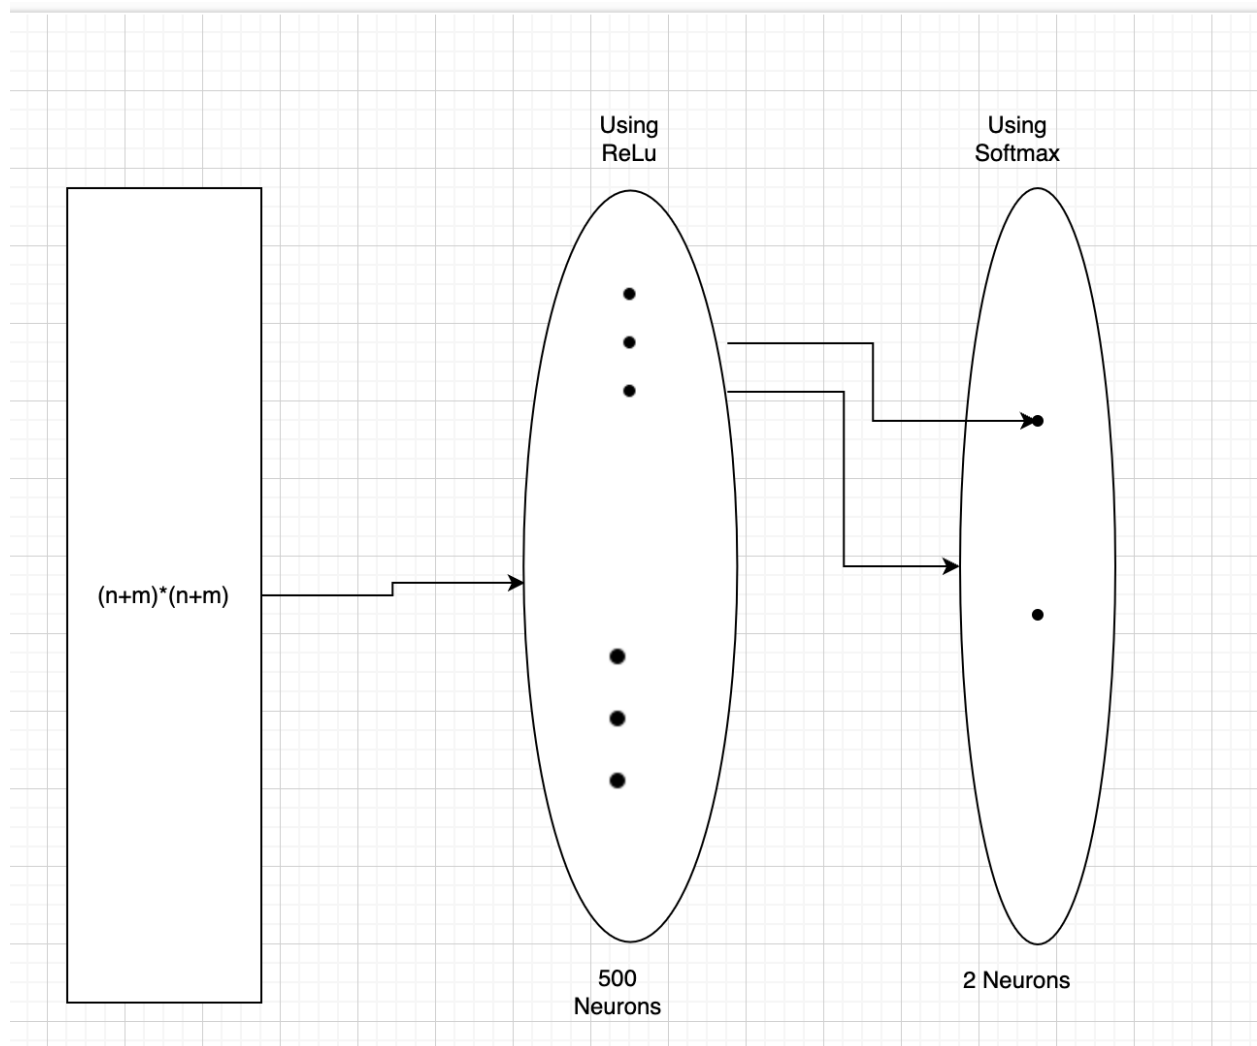 Using
ReLu
Using
Softmax
(n+m)*(n+m)
500
Neurons
2 Neurons